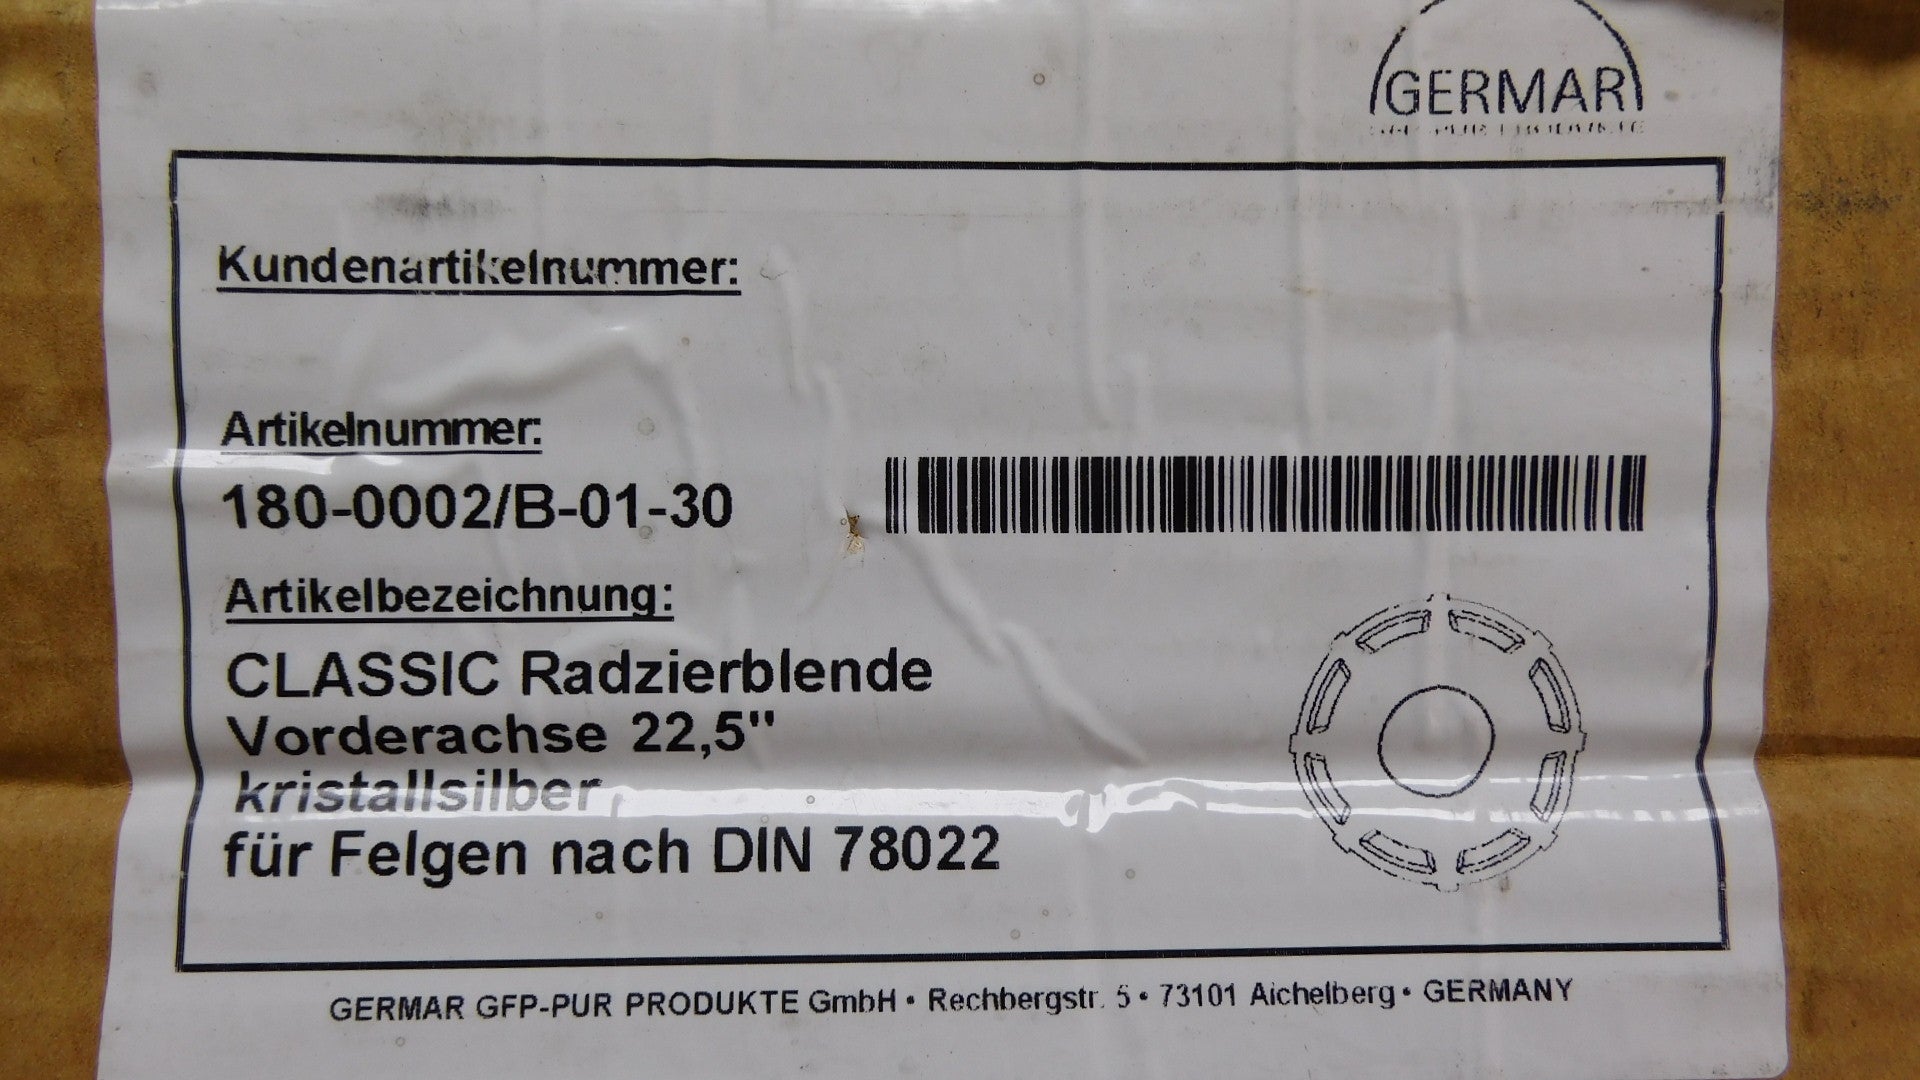 GERMAR
Kundenartikelnummer:
Artikelnummer:
180-0002/B-01-30
Artikelbezeichnung:
CLASSIC Radzierblende
Vorderachse 22,5"
kristallsilber
für Felgen nach DIN 78022
GERMAR GFP-PUR PRODUKTE GmbH • Rechbergstr. 5 • 73101 Aichelberg • GERMANY